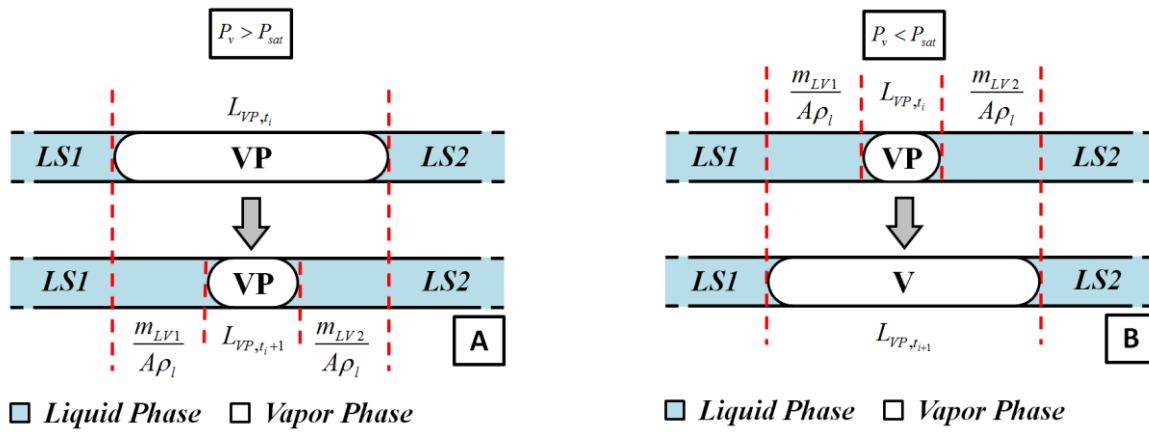 P_v > P_sat
L_VP,t_i
LS1 VP LS2
LS1 VP LS2
m_LV1/Aρ_l L_VP,t_i+1 m_LV2/Aρ_l
A
Liquid Phase Vapor Phase
P_v < P_sat
m_LV1/Aρ_l L_VP,t_i m_LV2/Aρ_l
LS1 VP LS2
LS1 V LS2
L_VP,t_i+1
B
Liquid Phase Vapor Phase